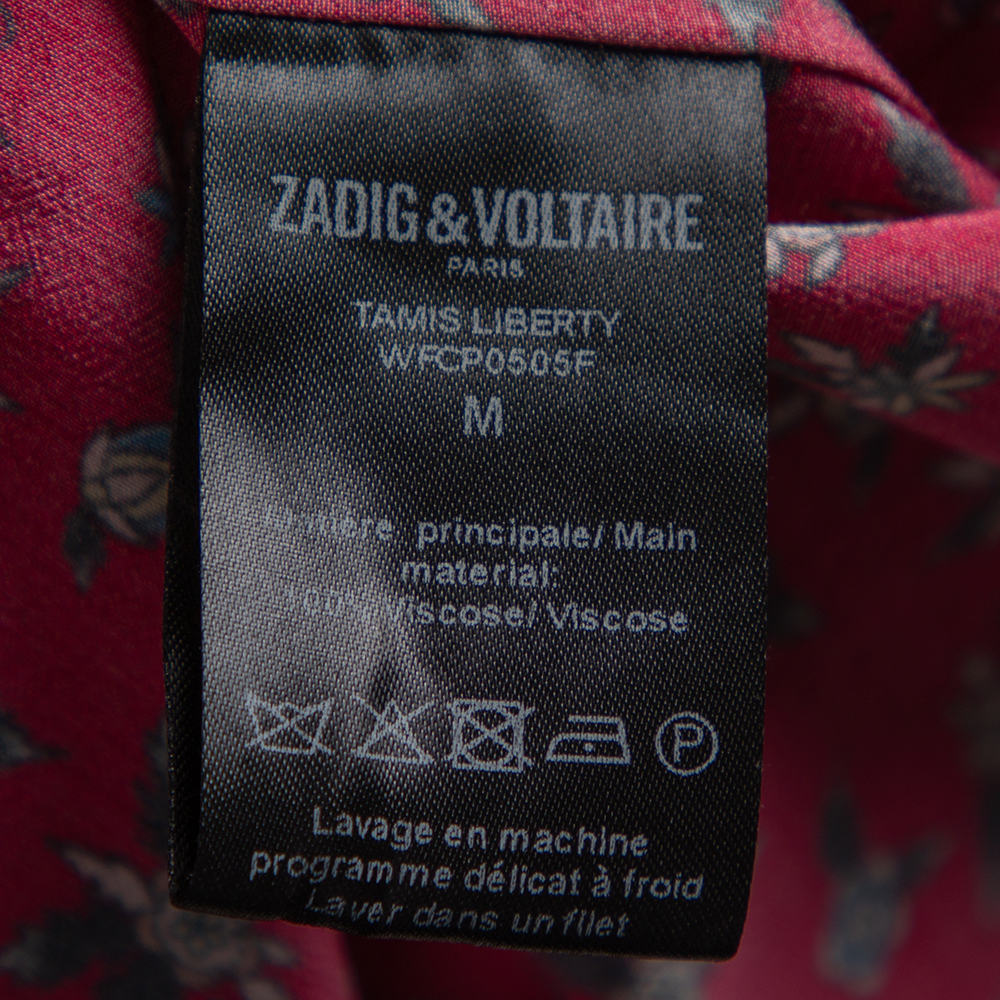 ZADIG&VOLTAIRE
PARIS
TAMIS LIBERTY
WFCP0505F
M
principale/ Main
material:
Viscose/ Viscose
P
Lavage en machine
programme délicat à froid
Laver dans un filet